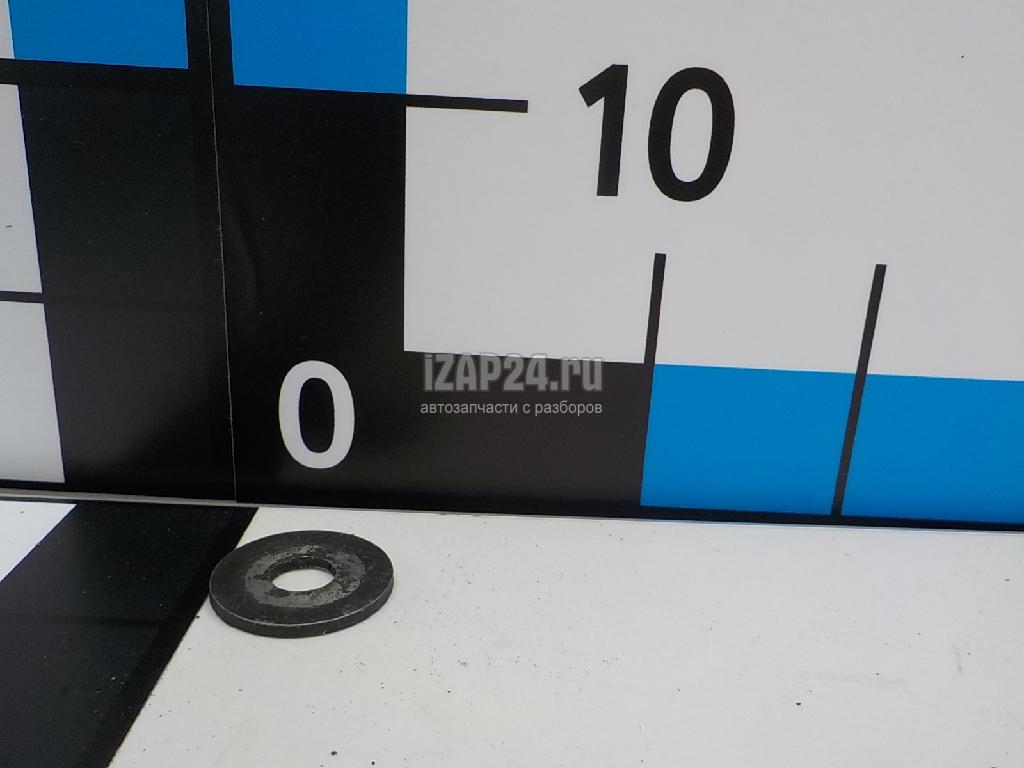 10
iZAP24.ru
автозапчасти с разборов
0